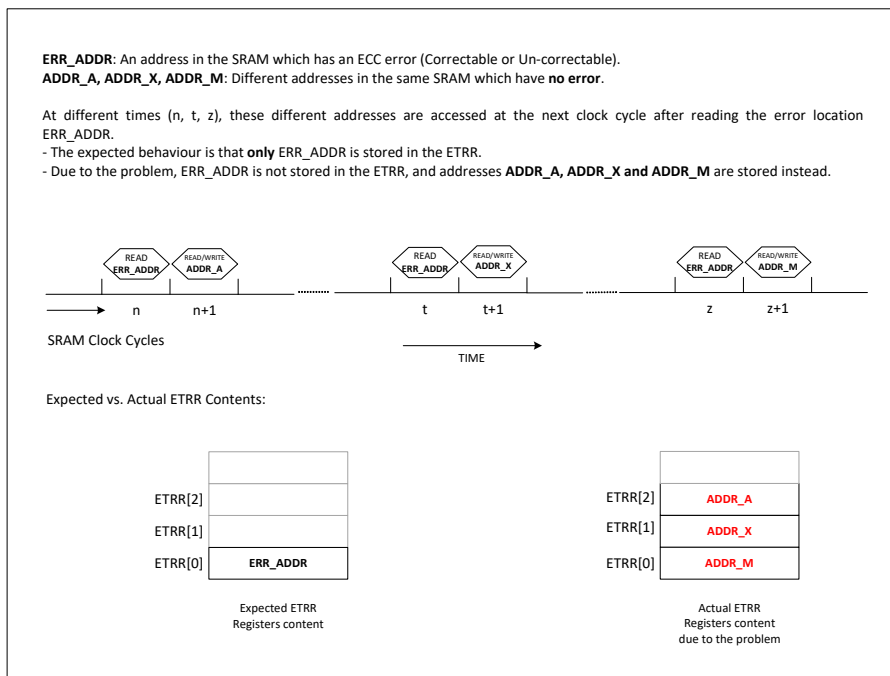 ERR_ADDR: An address in the SRAM which has an ECC error (Correctable or Un-correctable).
ADDR_A, ADDR_X, ADDR_M: Different addresses in the same SRAM which have no error.
At different times (n, t, z), these different addresses are accessed at the next clock cycle after reading the error location
ERR_ADDR.
- The expected behaviour is that only ERR_ADDR is stored in the ETRR.
- Due to the problem, ERR_ADDR is not stored in the ETRR, and addresses ADDR_A, ADDR_X and ADDR_M are stored instead.
READ
ERR_ADDR
READ/WRITE
ADDR_A
READ
ERR_ADDR
READ/WRITE
ADDR_X
READ
ERR_ADDR
READ/WRITE
ADDR_M
n
n+1
t
t+1
z
z+1
SRAM Clock Cycles
TIME
Expected vs. Actual ETRR Contents:
ETRR[2]
ETRR[1]
ETRR[0]
ERR_ADDR
Expected ETRR
Registers content
ETRR[2]
ADDR_A
ETRR[1]
ADDR_X
ETRR[0]
ADDR_M
Actual ETRR
Registers content
due to the problem